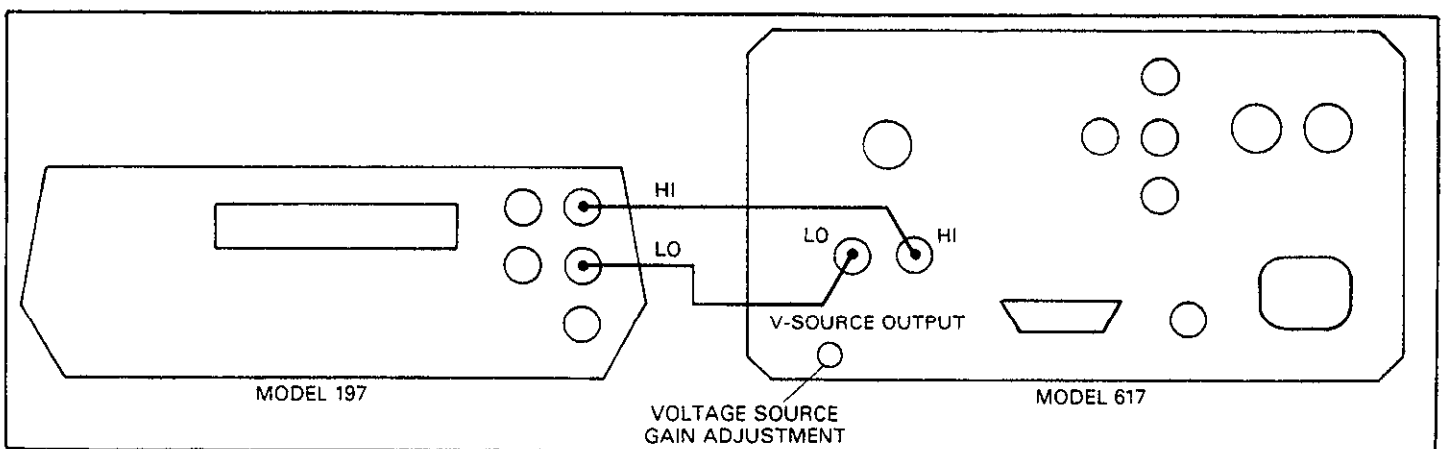 HI
LO
LO
HI
V-SOURCE OUTPUT
MODEL 197
VOLTAGE SOURCE
GAIN ADJUSTMENT
MODEL 617